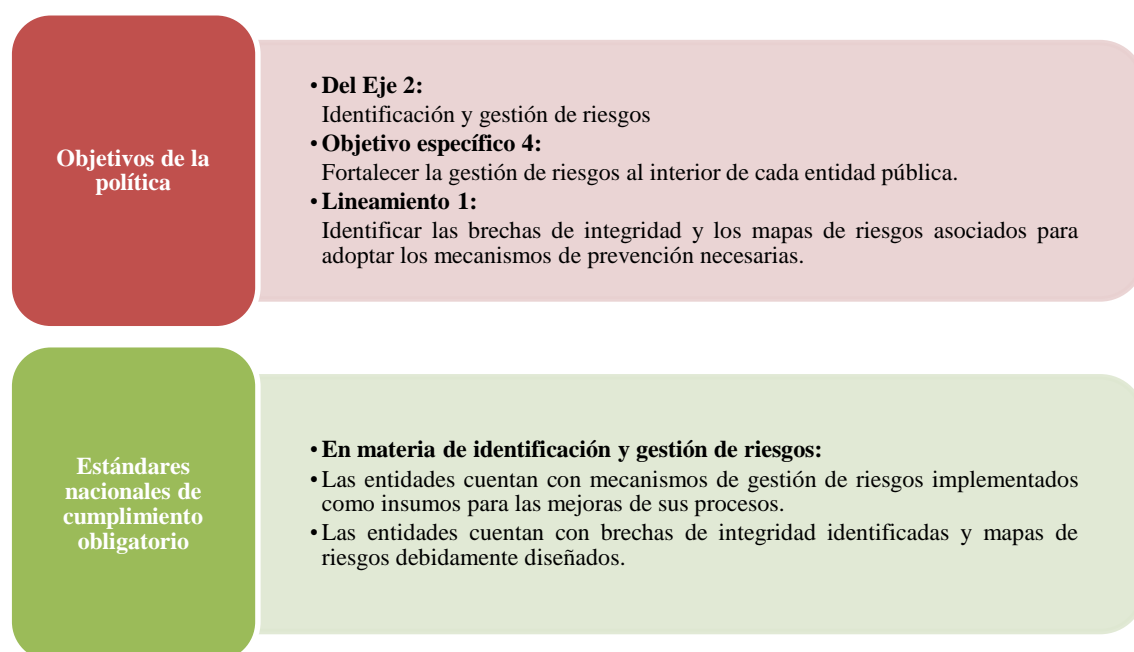 Objetivos de la
política
• Del Eje 2:
Identificación y gestión de riesgos
• Objetivo específico 4:
Fortalecer la gestión de riesgos al interior de cada entidad pública.
• Lineamiento 1:
Identificar las brechas de integridad y los mapas de riesgos asociados para
adoptar los mecanismos de prevención necesarias.
Estándares
nacionales de
cumplimiento
obligatorio
• En materia de identificación y gestión de riesgos:
• Las entidades cuentan con mecanismos de gestión de riesgos implementados
como insumos para las mejoras de sus procesos.
• Las entidades cuentan con brechas de integridad identificadas y mapas de
riesgos debidamente diseñados.